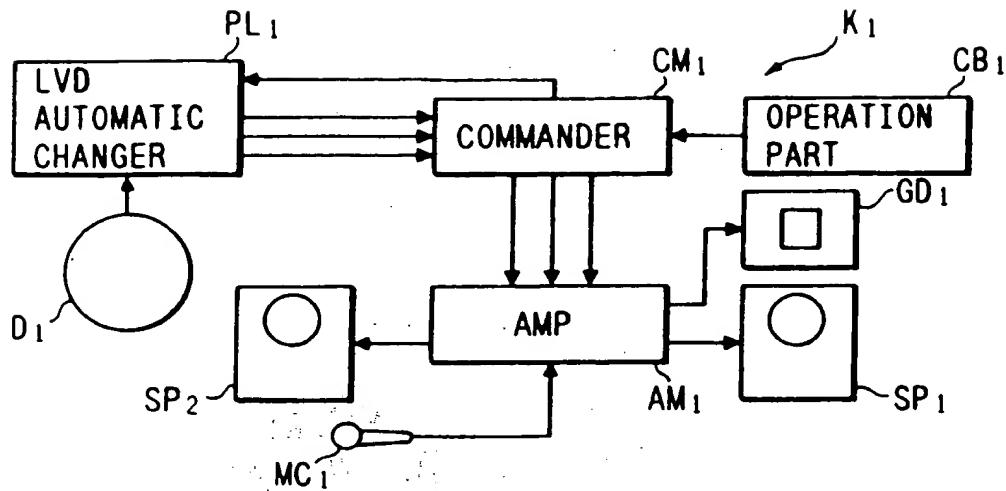 PL₁
K₁
CM₁
CB₁
LVD
AUTOMATIC
CHANGER
COMMANDER
OPERATION
PART
GD₁
D₁
AMP
SP₂
AM₁
SP₁
MC₁